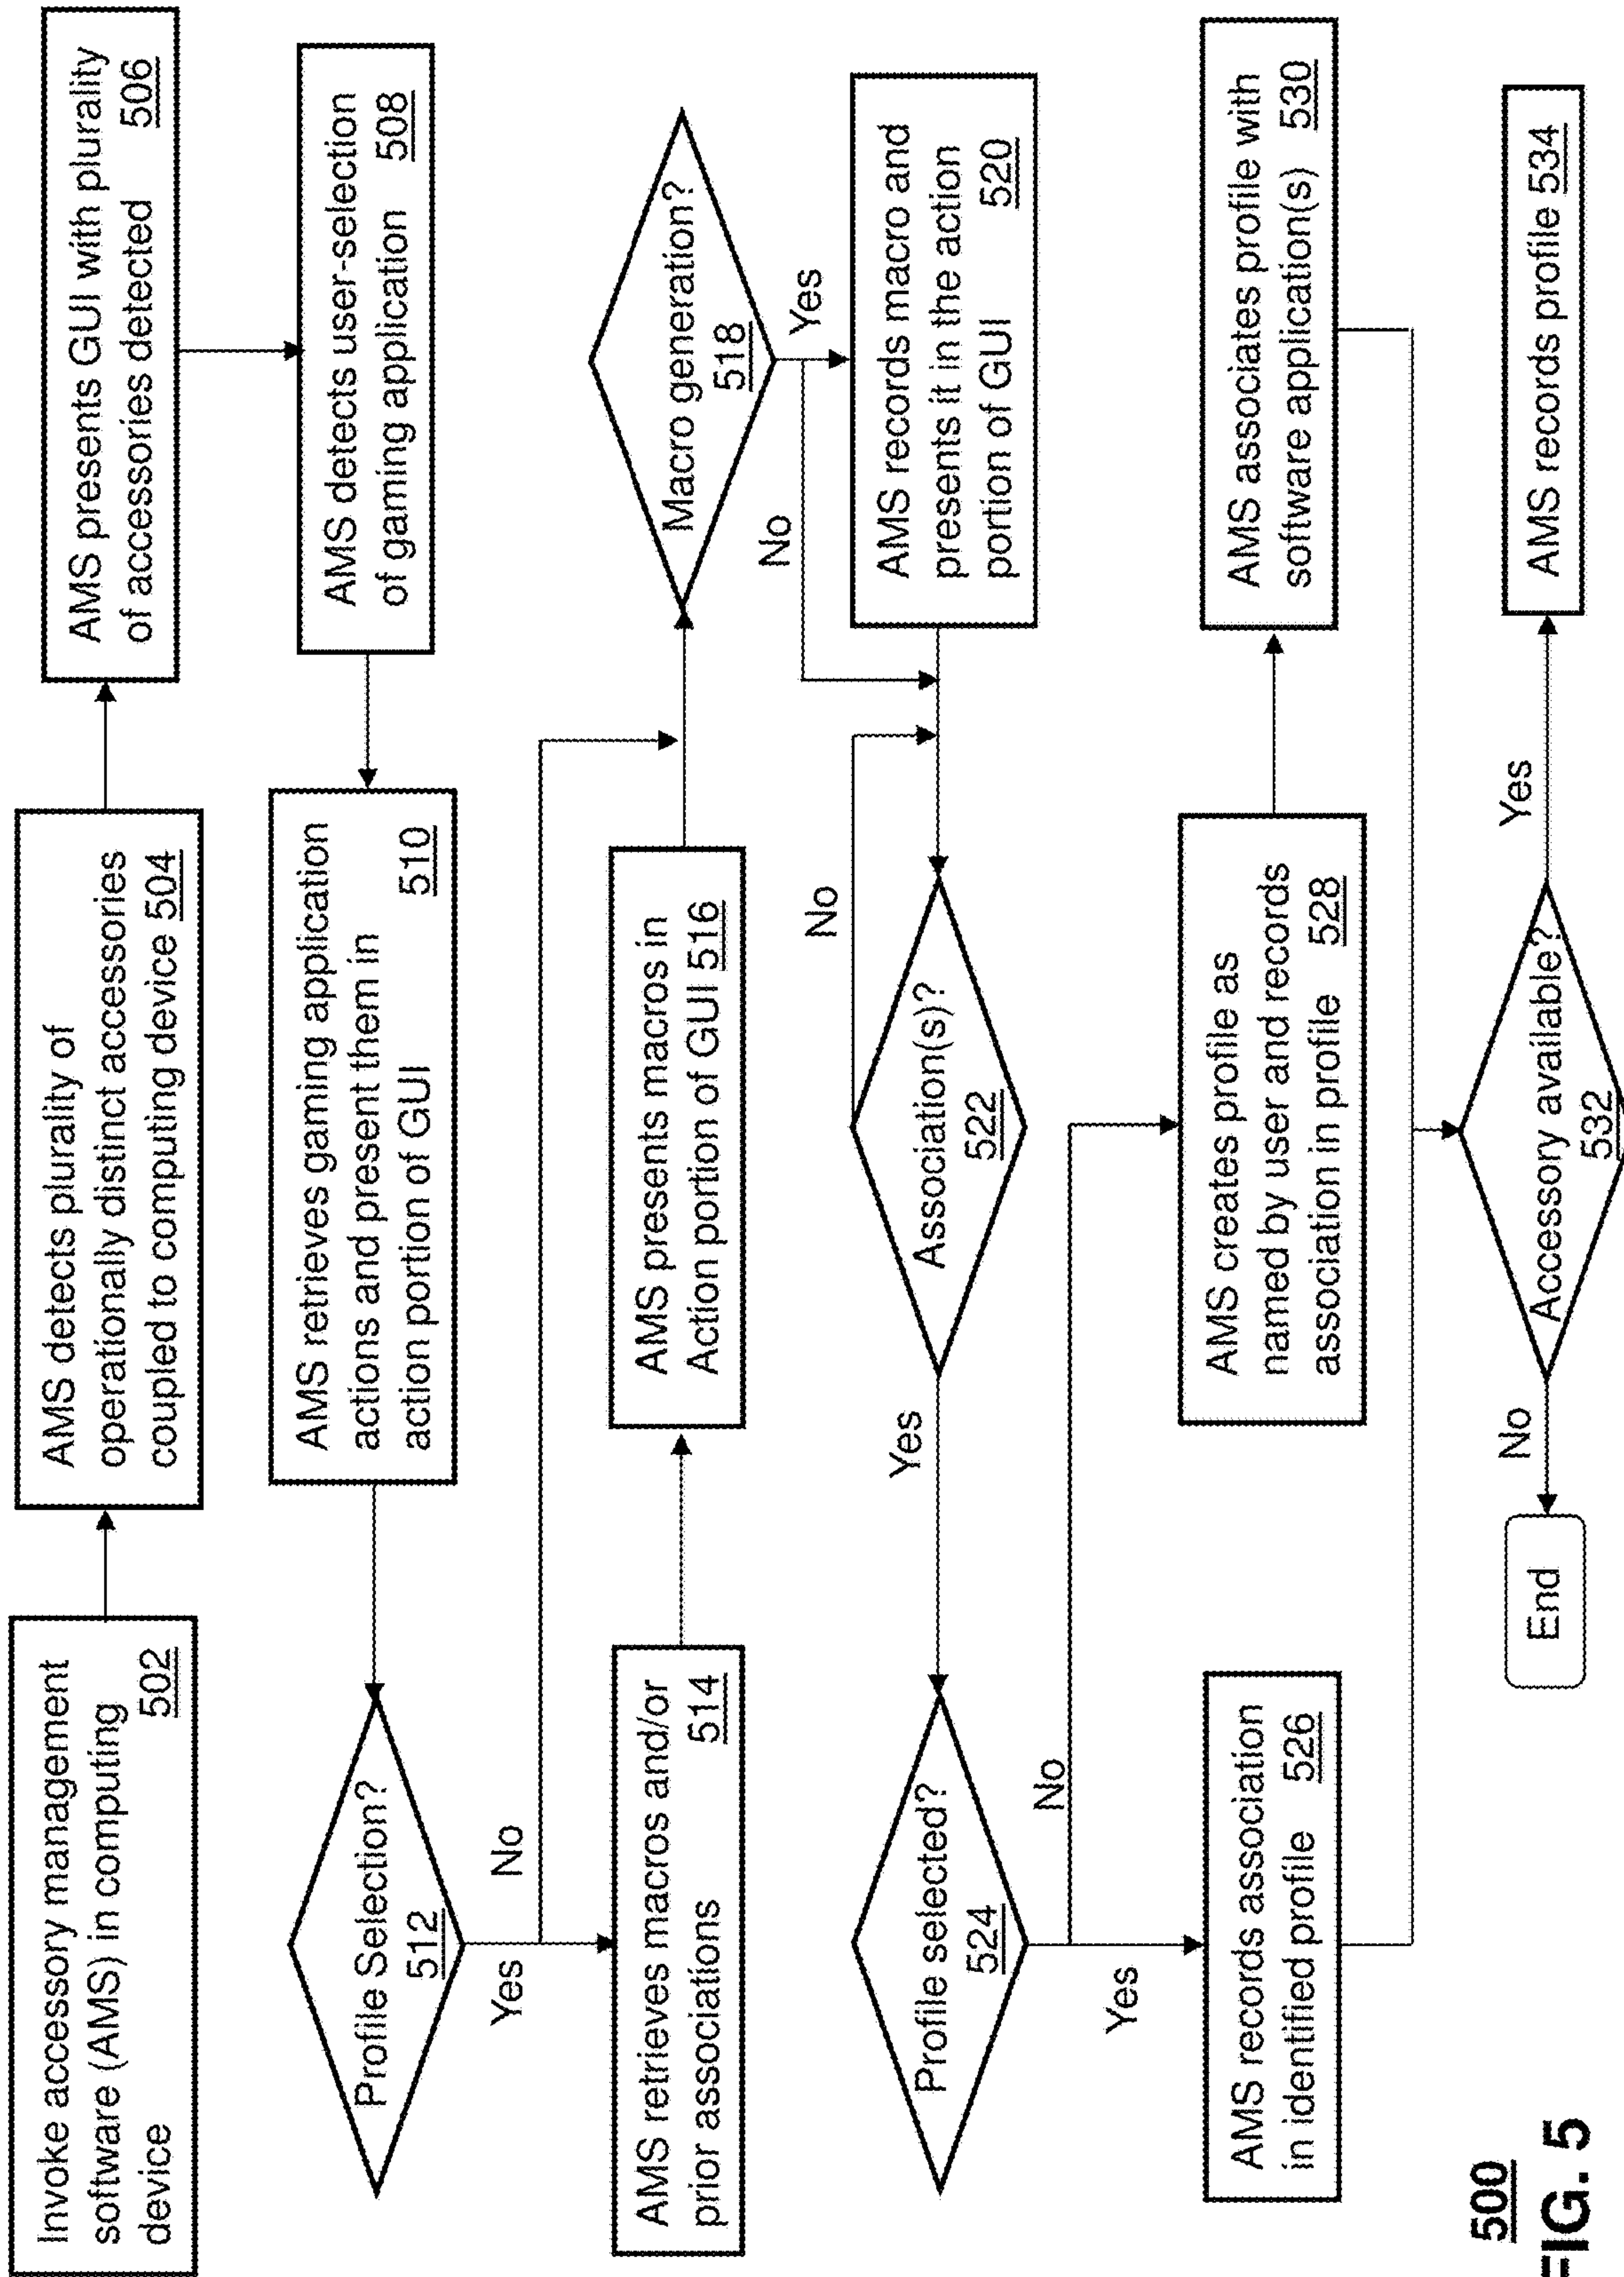 Invoke accessory management
software (AMS) in computing
device 502
AMS detects plurality of
operationally distinct accessories
coupled to computing device 504
AMS presents GUI with plurality
of accessories detected 506
AMS detects user-selection
of gaming application 508
AMS retrieves gaming application
actions and present them in
action portion of GUI 510
Profile Selection?
512
Yes
No
AMS retrieves macros and/or
prior associations 514
AMS presents macros in
Action portion of GUI 516
Macro generation?
518
Yes
No
AMS records macro and
presents it in the action
portion of GUI 520
Association(s)?
522
No
Yes
Profile selected?
524
Yes
No
AMS records association
in identified profile 526
AMS creates profile as
named by user and records
association in profile 528
AMS associates profile with
software application(s) 530
Accessory available?
532
No
Yes
End
AMS records profile 534
500
FIG. 5